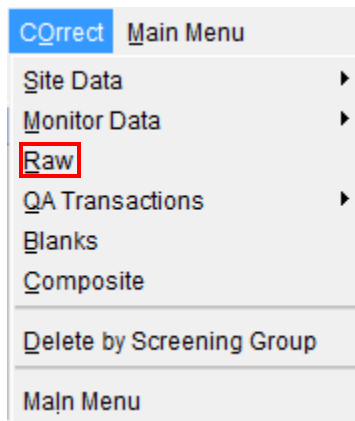 COrrect Main Menu
Site Data
Monitor Data
Raw
QA Transactions
Blanks
Composite
Delete by Screening Group
MaIn Menu